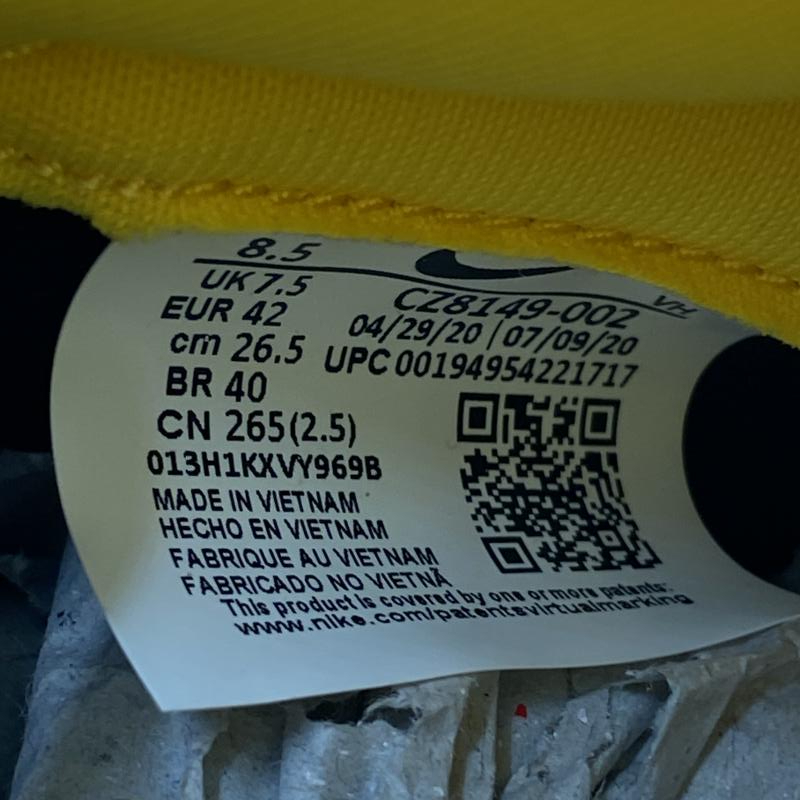 8.5
UK 7.5
EUR 42
cm 26.5
BR 40
CN 265(2.5)
013H1KXVY969B
VH
CZ8149-002
04/29/20 | 07/09/20
UPC 00194954221717
MADE IN VIETNAM
HECHO EN VIETNAM
FABRIQUE AU VIETNAM
FABRICADO NO VIETNÃ
This product is covered by one or more patents:
www.nike.com/patentsvirtualmarking